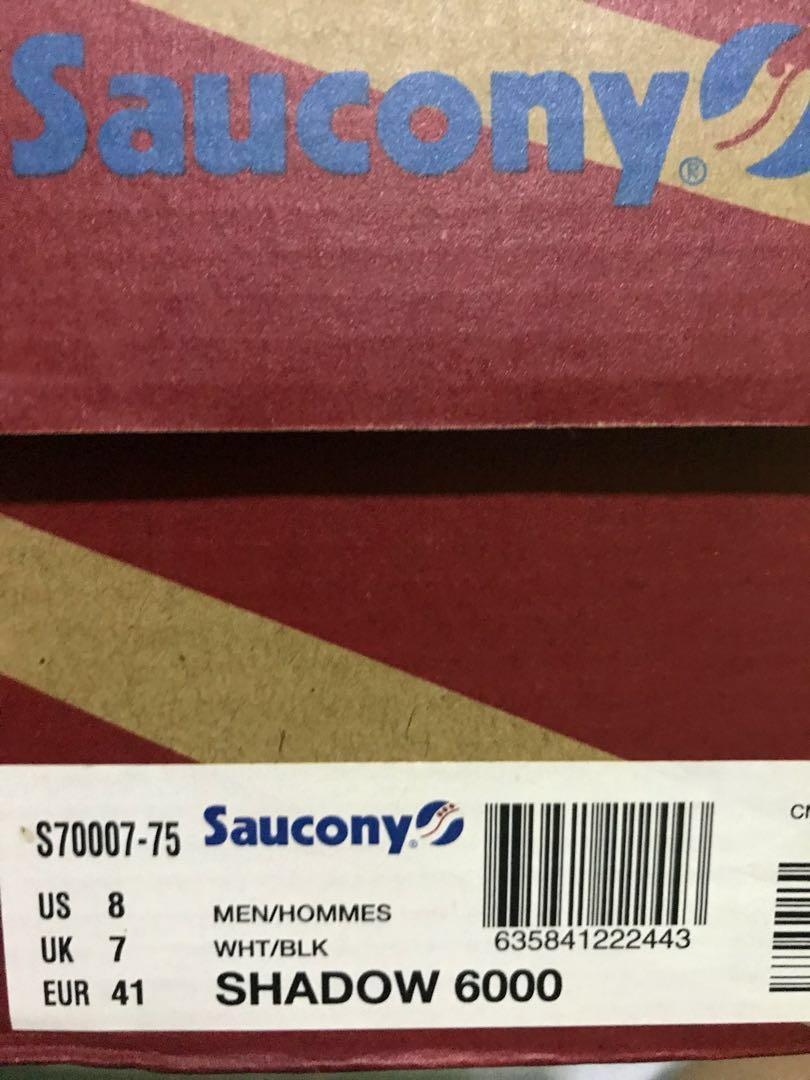 Saucony®
S70007-75 Saucony®
US 8
UK 7
EUR 41
MEN/HOMMES
WHT/BLK
SHADOW 6000
635841222443